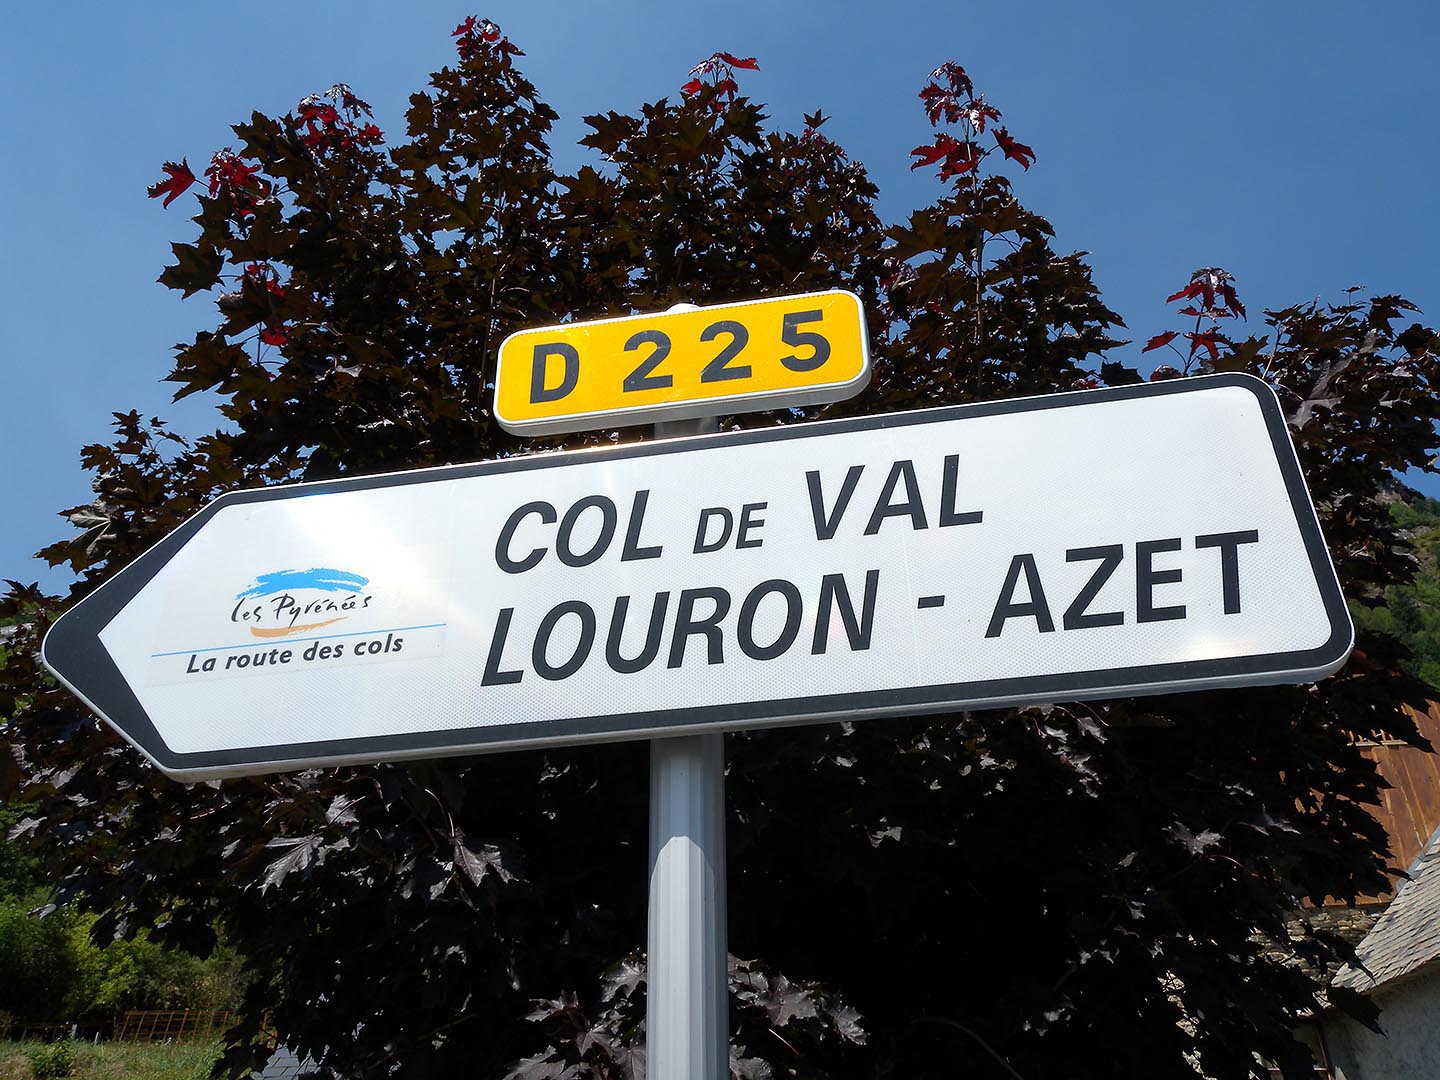 D 225
COL DE VAL
LOURON - AZET
Les Pyrénées
La route des cols